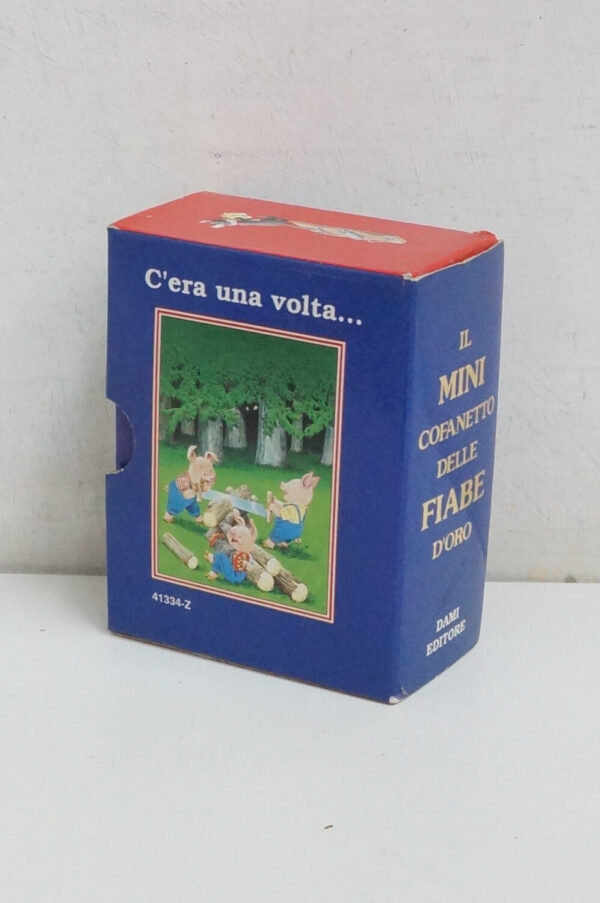 C'era una volta...
41334-Z
IL
MINI
COFANETTO
DELLE
FIABE
D'ORO
DAMI
EDITORE